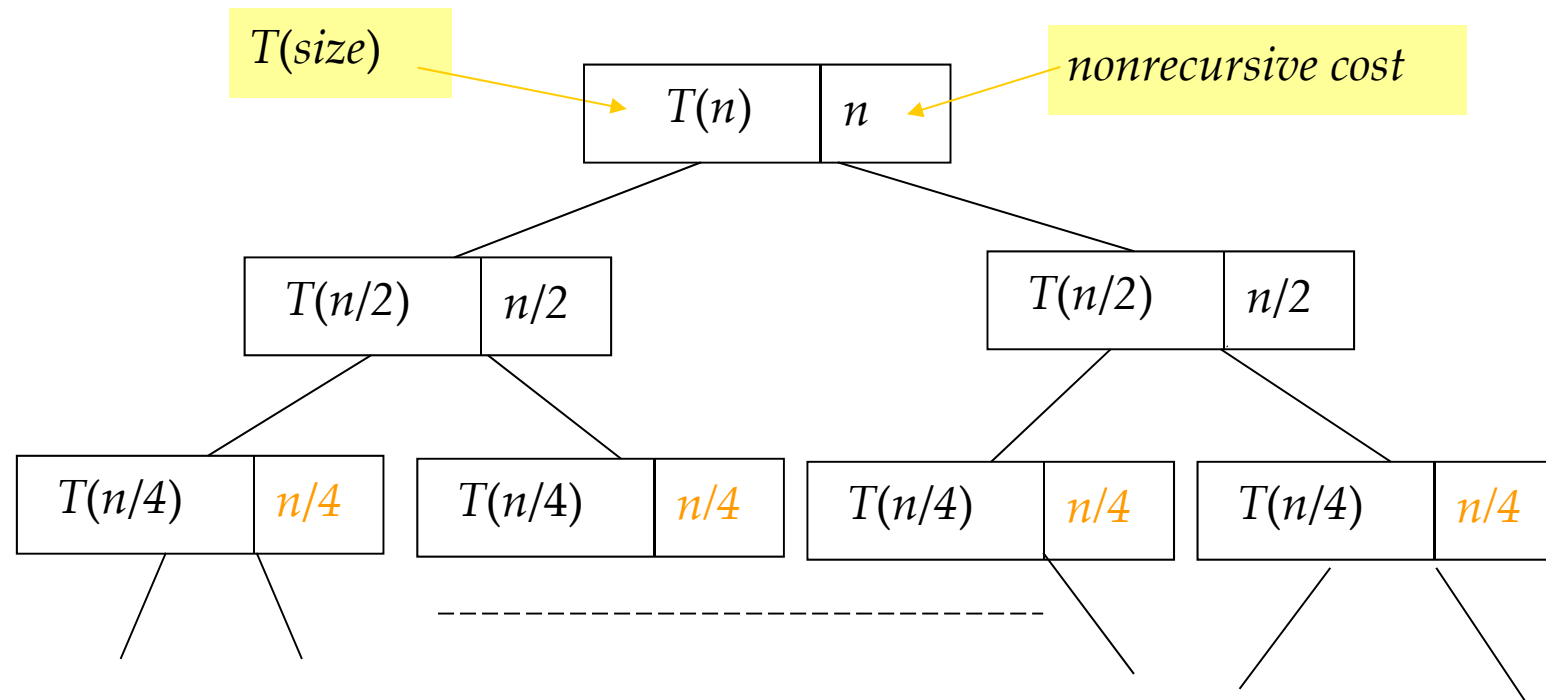 T(size)
nonrecursive cost
T(n) n
T(n/2) n/2 T(n/2) n/2
T(n/4) n/4 T(n/4) n/4 T(n/4) n/4 T(n/4) n/4